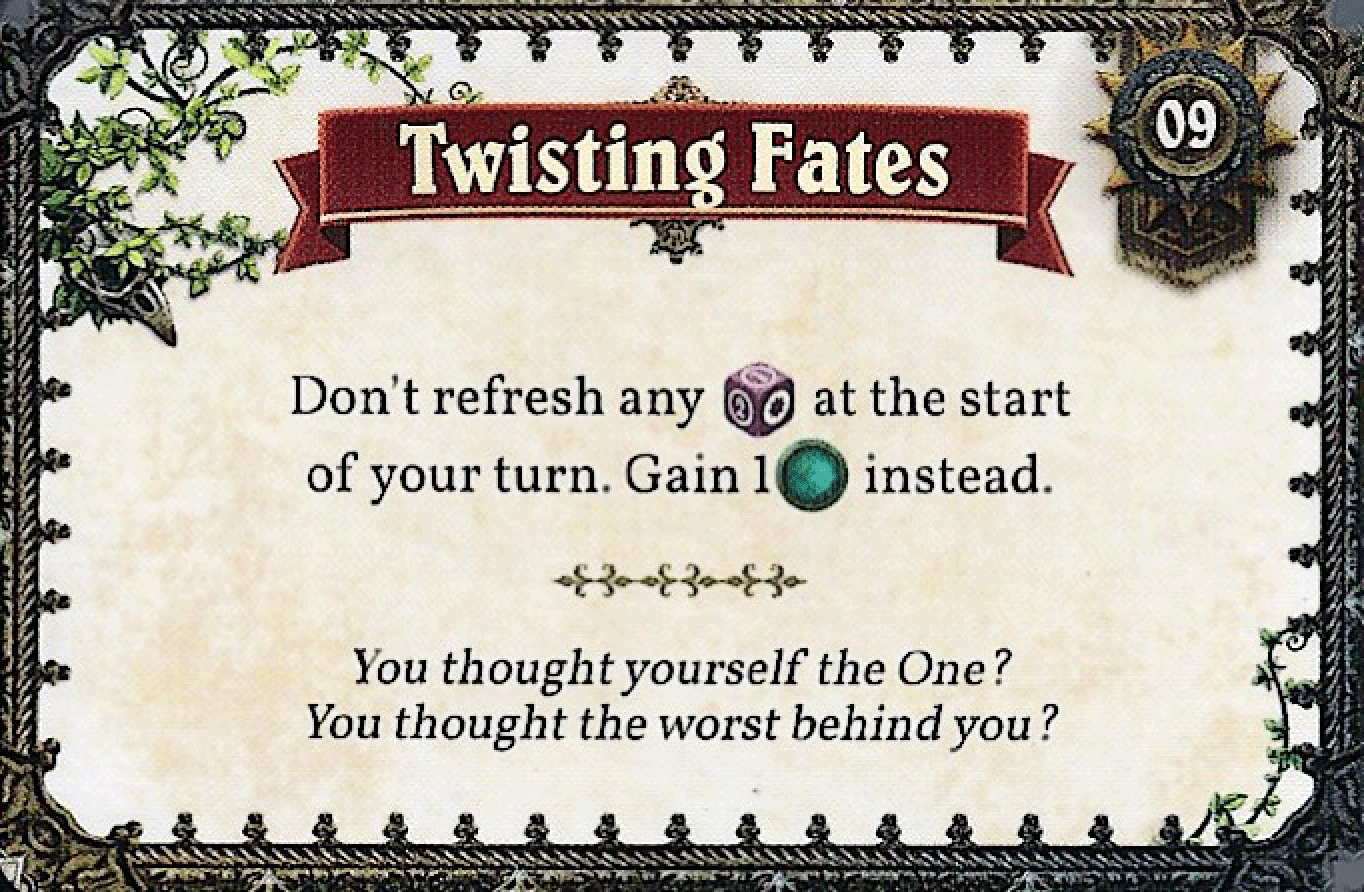 Twisting Fates
09
Don't refresh any at the start
of your turn. Gain 1 instead.
You thought yourself the One?
You thought the worst behind you?